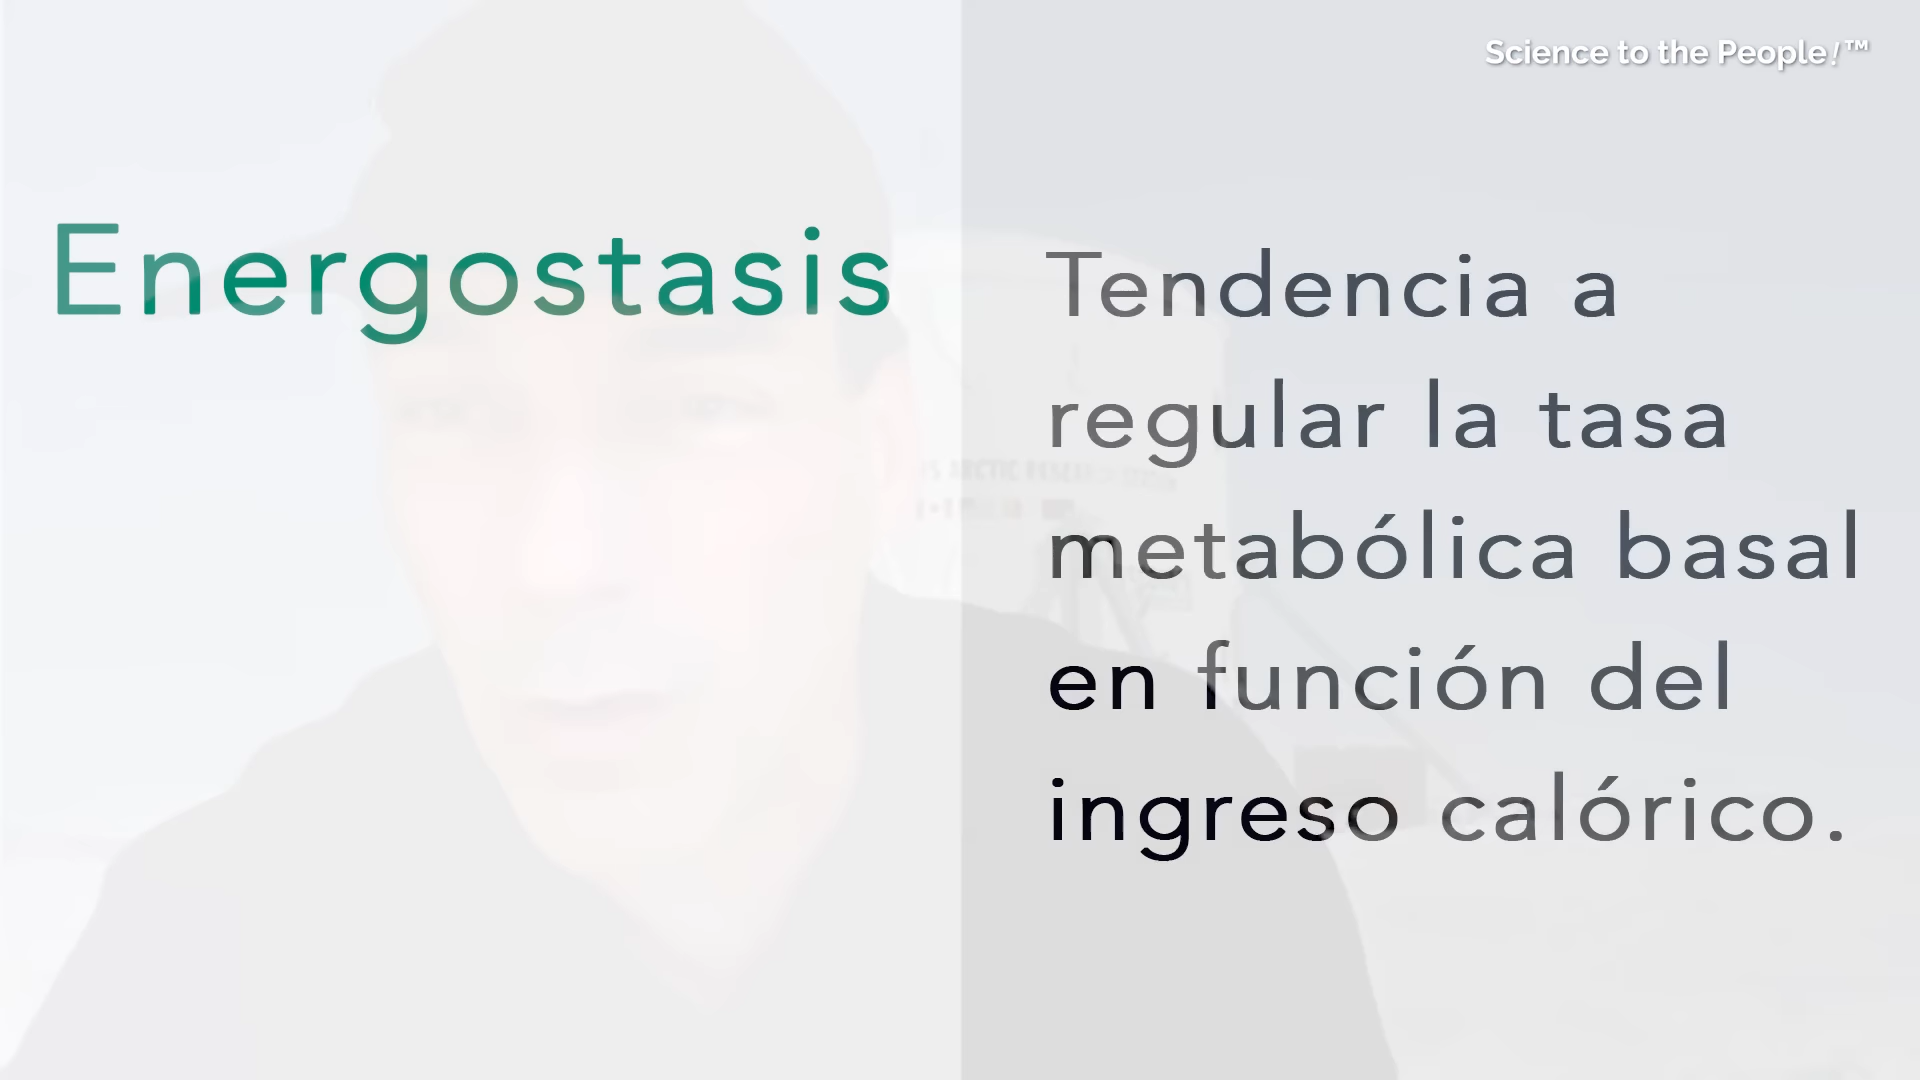 Science to the People!™
Energostasis
Tendencia a
regular la tasa
metabólica basal
en función del
ingreso calórico.